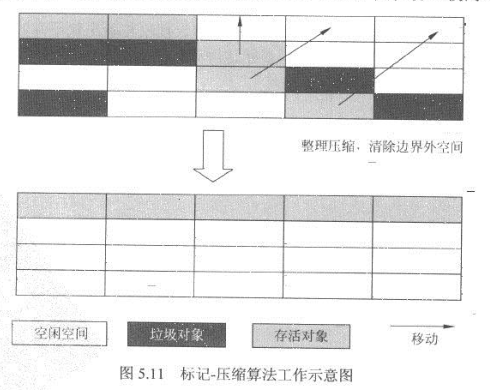 整理压缩、清除边界外空间
空闲空间
垃圾对象
存活对象
移动
图 5.11 标记-压缩算法工作示意图